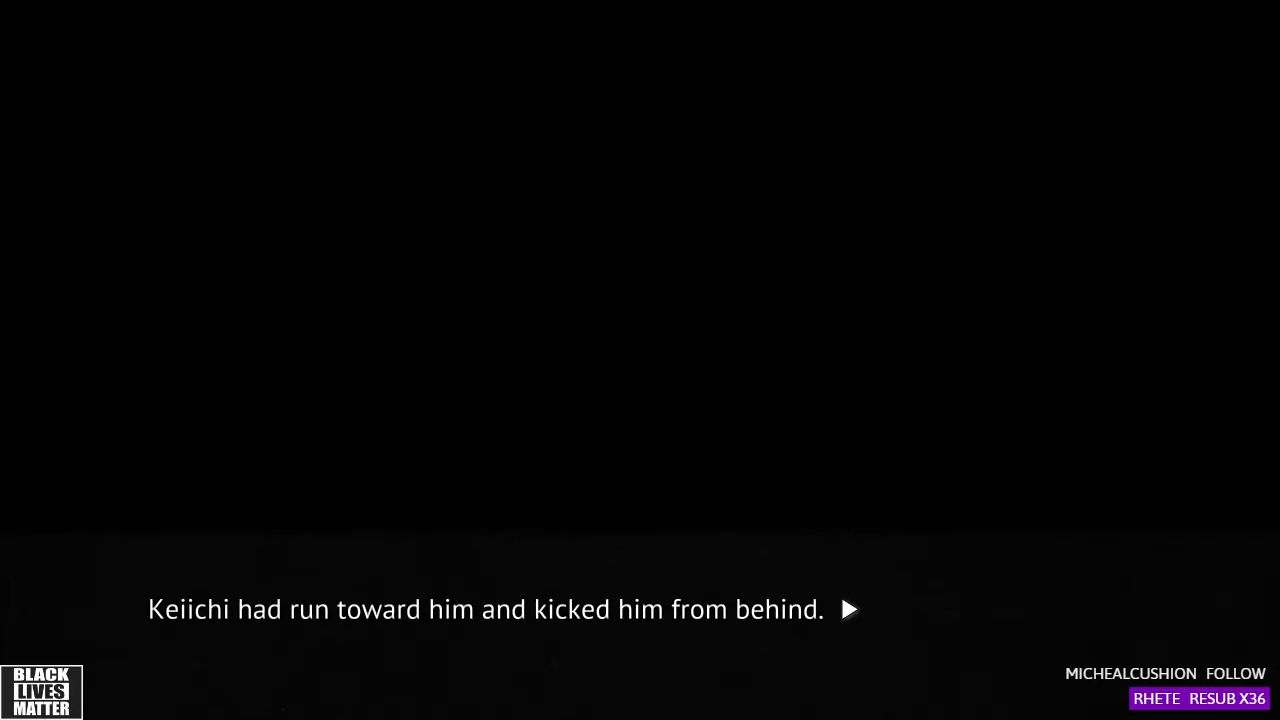 Keiichi had run toward him and kicked him from behind.
BLACK
LIVES
MATTER
MICHEALCUSHION FOLLOW
RHETE RESUB X36